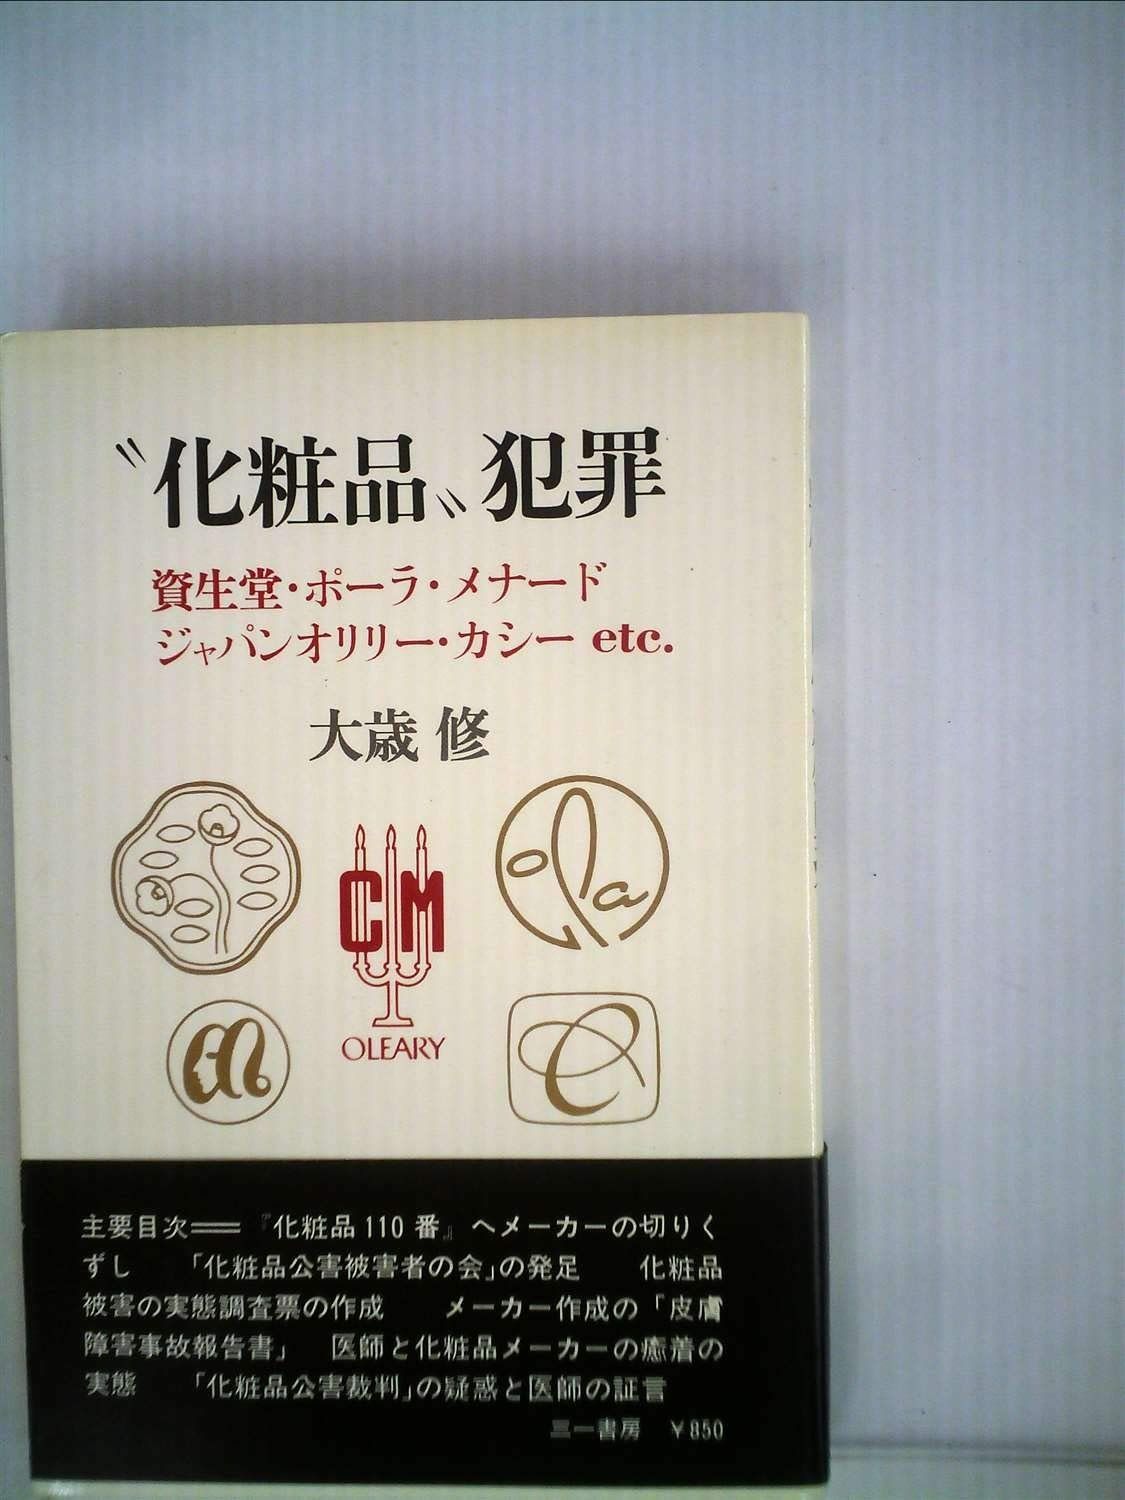 〝化粧品〟犯罪
資生堂・ポーラ・メナード
ジャパンオリリー・カシー etc.
大歳 修
CM
OLEARY
pola
主要目次══『化粧品110番』へメーカーの切りく
ずし　「化粧品公害被害者の会」の発足　化粧品
被害の実態調査票の作成　メーカー作成の「皮膚
障害事故報告書」　医師と化粧品メーカーの癒着の
実態　「化粧品公害裁判」の疑惑と医師の証言
三一書房　￥850